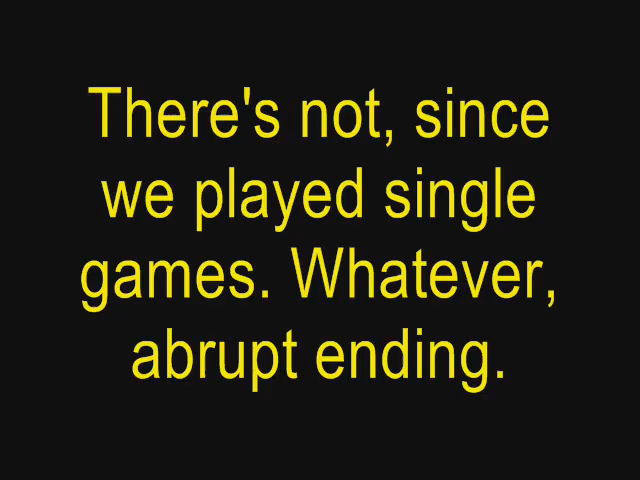 There's not, since
we played single
games. Whatever,
abrupt ending.